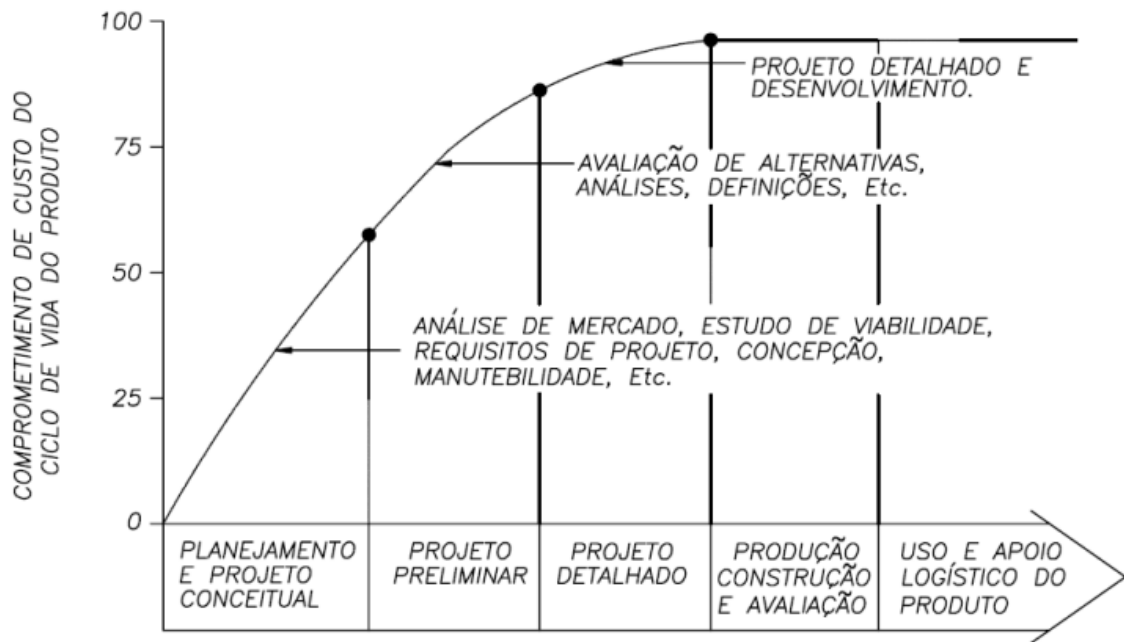 COMPROMETIMENTO DE CUSTO DO
CICLO DE VIDA DO PRODUTO
100
75
50
25
0
PROJETO DETALHADO E
DESENVOLVIMENTO.
AVALIAÇÃO DE ALTERNATIVAS,
ANÁLISES, DEFINIÇÕES, Etc.
ANÁLISE DE MERCADO, ESTUDO DE VIABILIDADE,
REQUISITOS DE PROJETO, CONCEPÇÃO,
MANUTEBILIDADE, Etc.
PLANEJAMENTO
E PROJETO
CONCEITUAL
PROJETO
PRELIMINAR
PROJETO
DETALHADO
PRODUÇÃO
CONSTRUÇÃO
E AVALIAÇÃO
USO E APOIO
LOGÍSTICO DO
PRODUTO